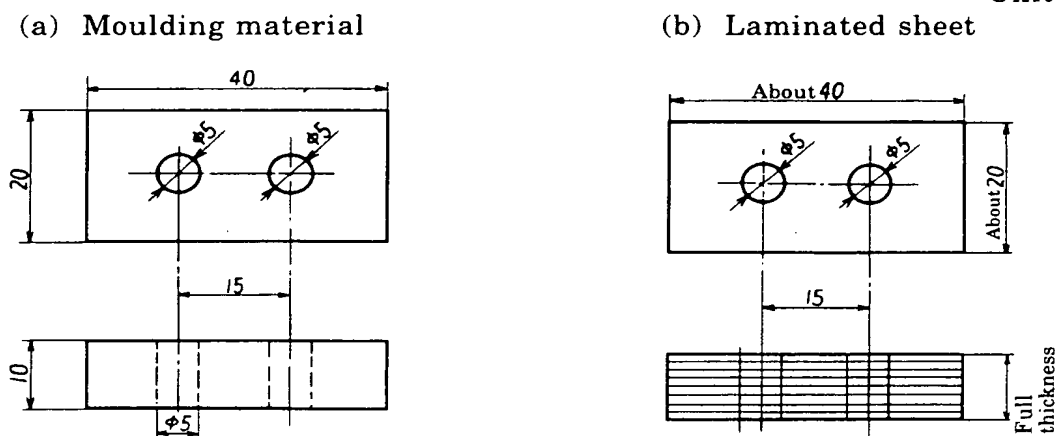 (a) Moulding material
40
20
φ5
φ5
15
10
φ5
(b) Laminated sheet
About 40
φ5
φ5
About 20
15
Full
thickness